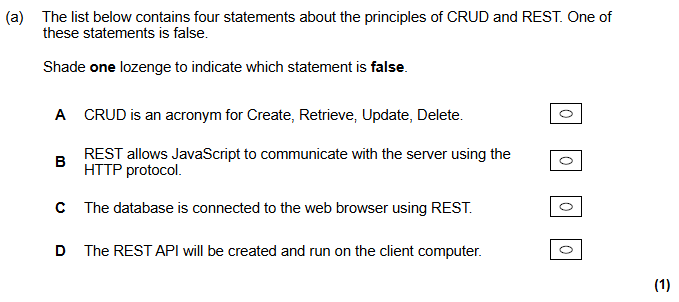 (a) The list below contains four statements about the principles of CRUD and REST. One of
these statements is false.
Shade one lozenge to indicate which statement is false.
A CRUD is an acronym for Create, Retrieve, Update, Delete.
B REST allows JavaScript to communicate with the server using the
HTTP protocol.
C The database is connected to the web browser using REST.
D The REST API will be created and run on the client computer.
(1)